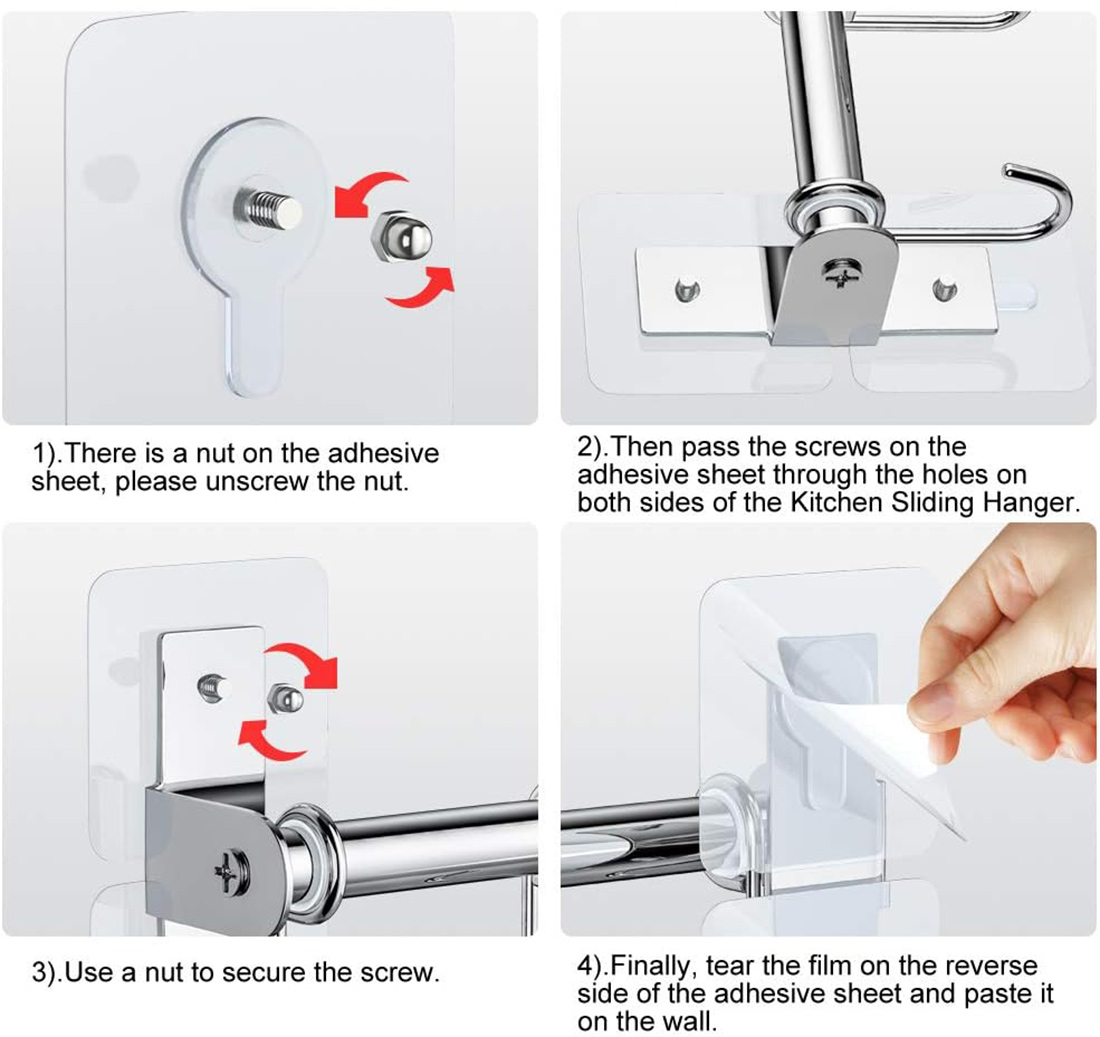 1).There is a nut on the adhesive
sheet, please unscrew the nut.
2).Then pass the screws on the
adhesive sheet through the holes on
both sides of the Kitchen Sliding Hanger.
3).Use a nut to secure the screw.
4).Finally, tear the film on the reverse
side of the adhesive sheet and paste it
on the wall.